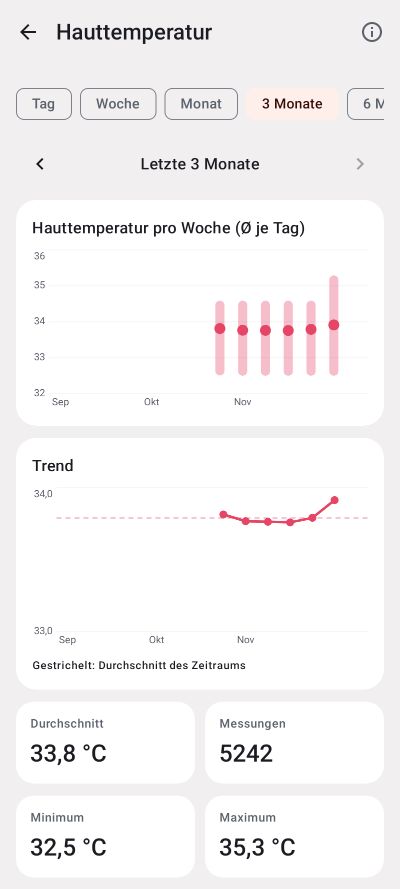 Hauttemperatur
Tag Woche Monat 3 Monate 6 M
Letzte 3 Monate
Hauttemperatur pro Woche (Ø je Tag)
36
35
34
33
32
Sep Okt Nov
Trend
34,0
33,0
Sep Okt Nov
Gestrichelt: Durchschnitt des Zeitraums
Durchschnitt Messungen
33,8 °C 5242
Minimum Maximum
32,5 °C 35,3 °C